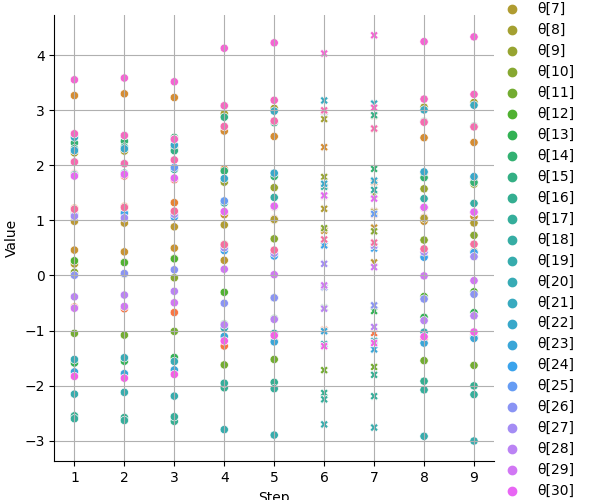 Value
4
3
2
1
0
−1
−2
−3
1 2 3 4 5 6 7 8 9
Step
θ[7]
θ[8]
θ[9]
θ[10]
θ[11]
θ[12]
θ[13]
θ[14]
θ[15]
θ[16]
θ[17]
θ[18]
θ[19]
θ[20]
θ[21]
θ[22]
θ[23]
θ[24]
θ[25]
θ[26]
θ[27]
θ[28]
θ[29]
θ[30]